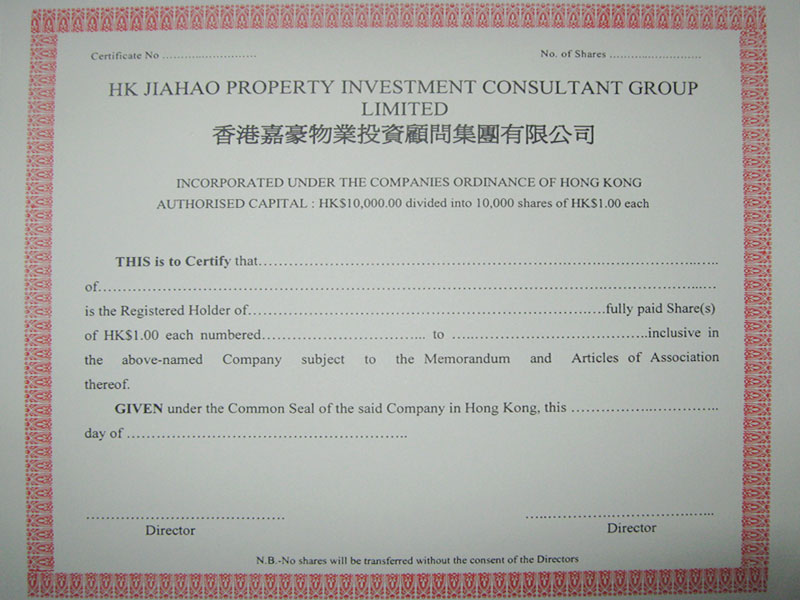 Certificate No ..........................
No. of Shares .........................
HK JIAHAO PROPERTY INVESTMENT CONSULTANT GROUP
LIMITED
香港嘉豪物業投資顧問集團有限公司
INCORPORATED UNDER THE COMPANIES ORDINANCE OF HONG KONG
AUTHORISED CAPITAL : HK$10,000.00 divided into 10,000 shares of HK$1.00 each
THIS is to Certify that................................................................................
of.....................................................................................................
is the Registered Holder of............................................................fully paid Share(s)
of HK$1.00 each numbered............................ to ..................................inclusive in
the above-named Company subject to the Memorandum and Articles of Association
thereof.
GIVEN under the Common Seal of the said Company in Hong Kong, this ..............................
day of ..................................................
.......................................... ........................................
Director Director
N.B.-No shares will be transferred without the consent of the Directors